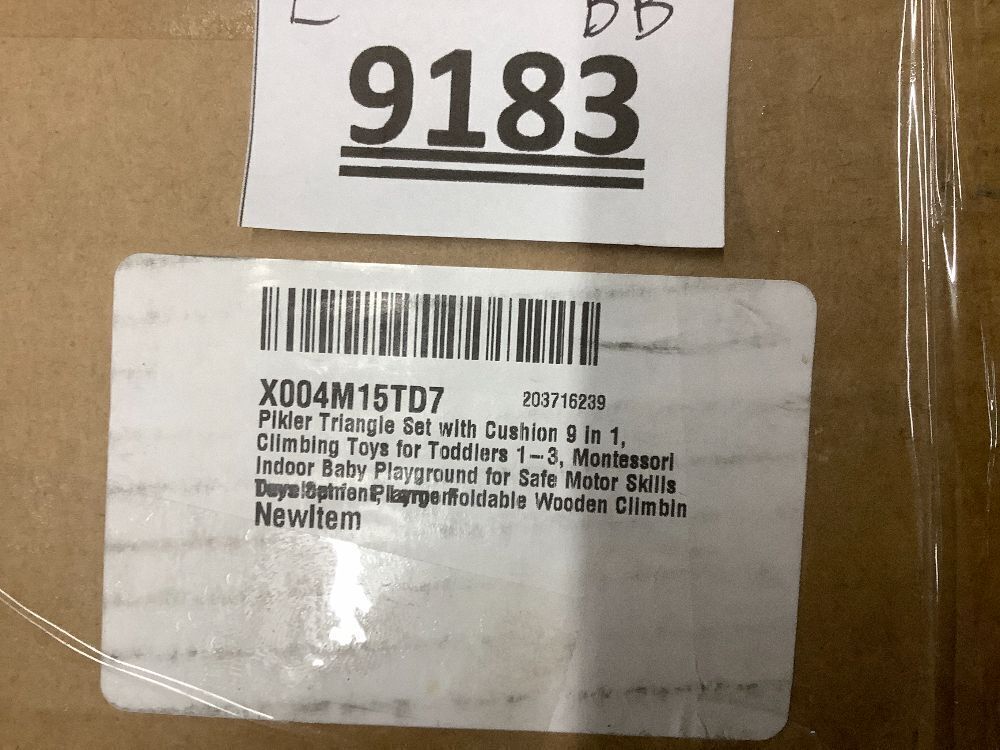 BB
9183
X004M15TD7 203716239
Pikler Triangle Set with Cushion 9 in 1,
Climbing Toys for Toddlers 1-3, Montessori
Indoor Baby Playground for Safe Motor Skills
Foldable Wooden Climbin
NewItem